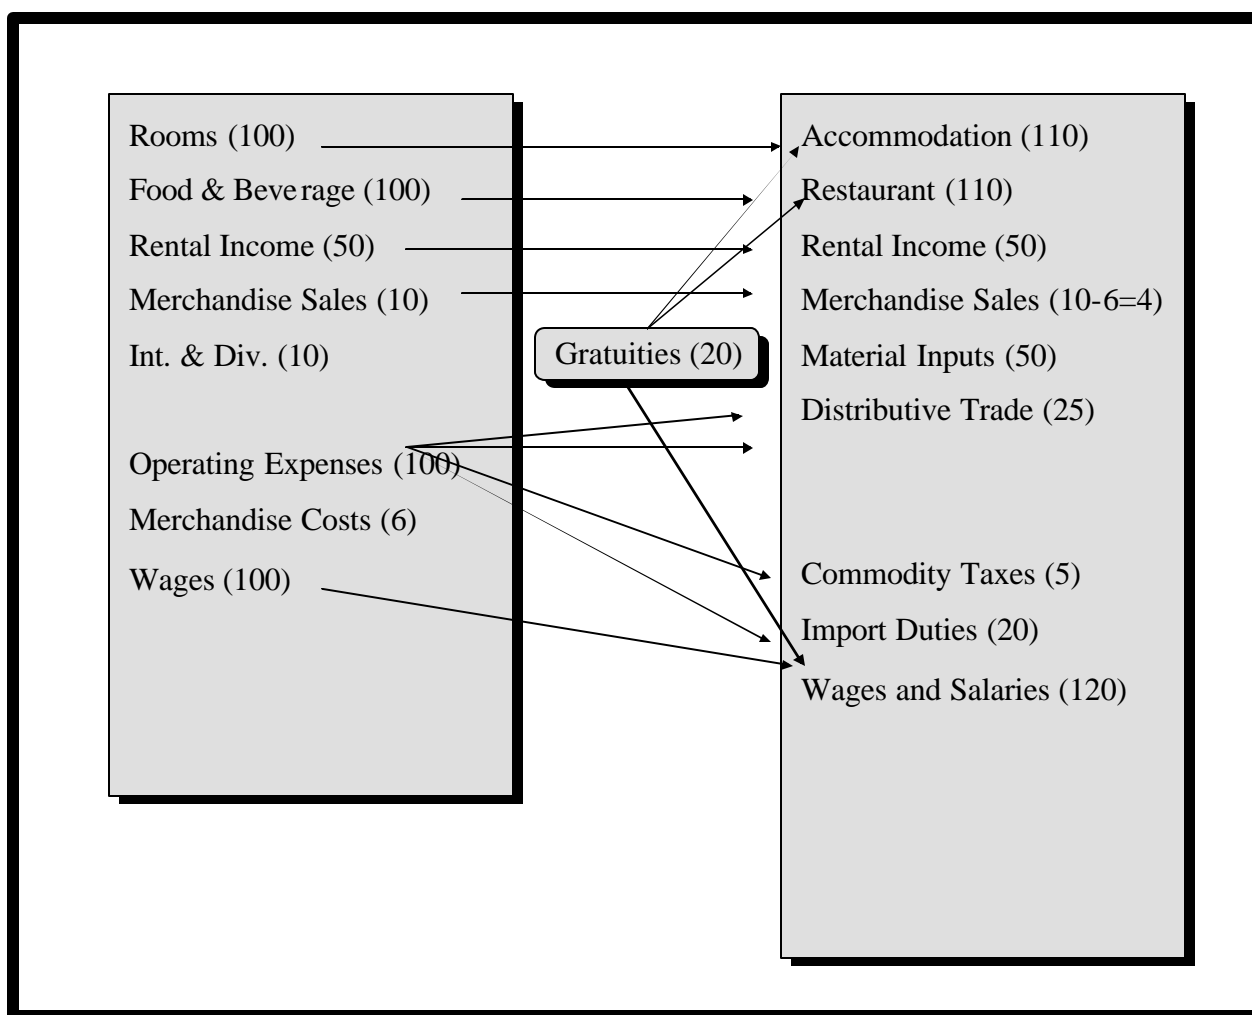 Rooms (100)
Food & Beverage (100)
Rental Income (50)
Merchandise Sales (10)
Int. & Div. (10)
Operating Expenses (100)
Merchandise Costs (6)
Wages (100)
Gratuities (20)
Accommodation (110)
Restaurant (110)
Rental Income (50)
Merchandise Sales (10-6=4)
Material Inputs (50)
Distributive Trade (25)
Commodity Taxes (5)
Import Duties (20)
Wages and Salaries (120)